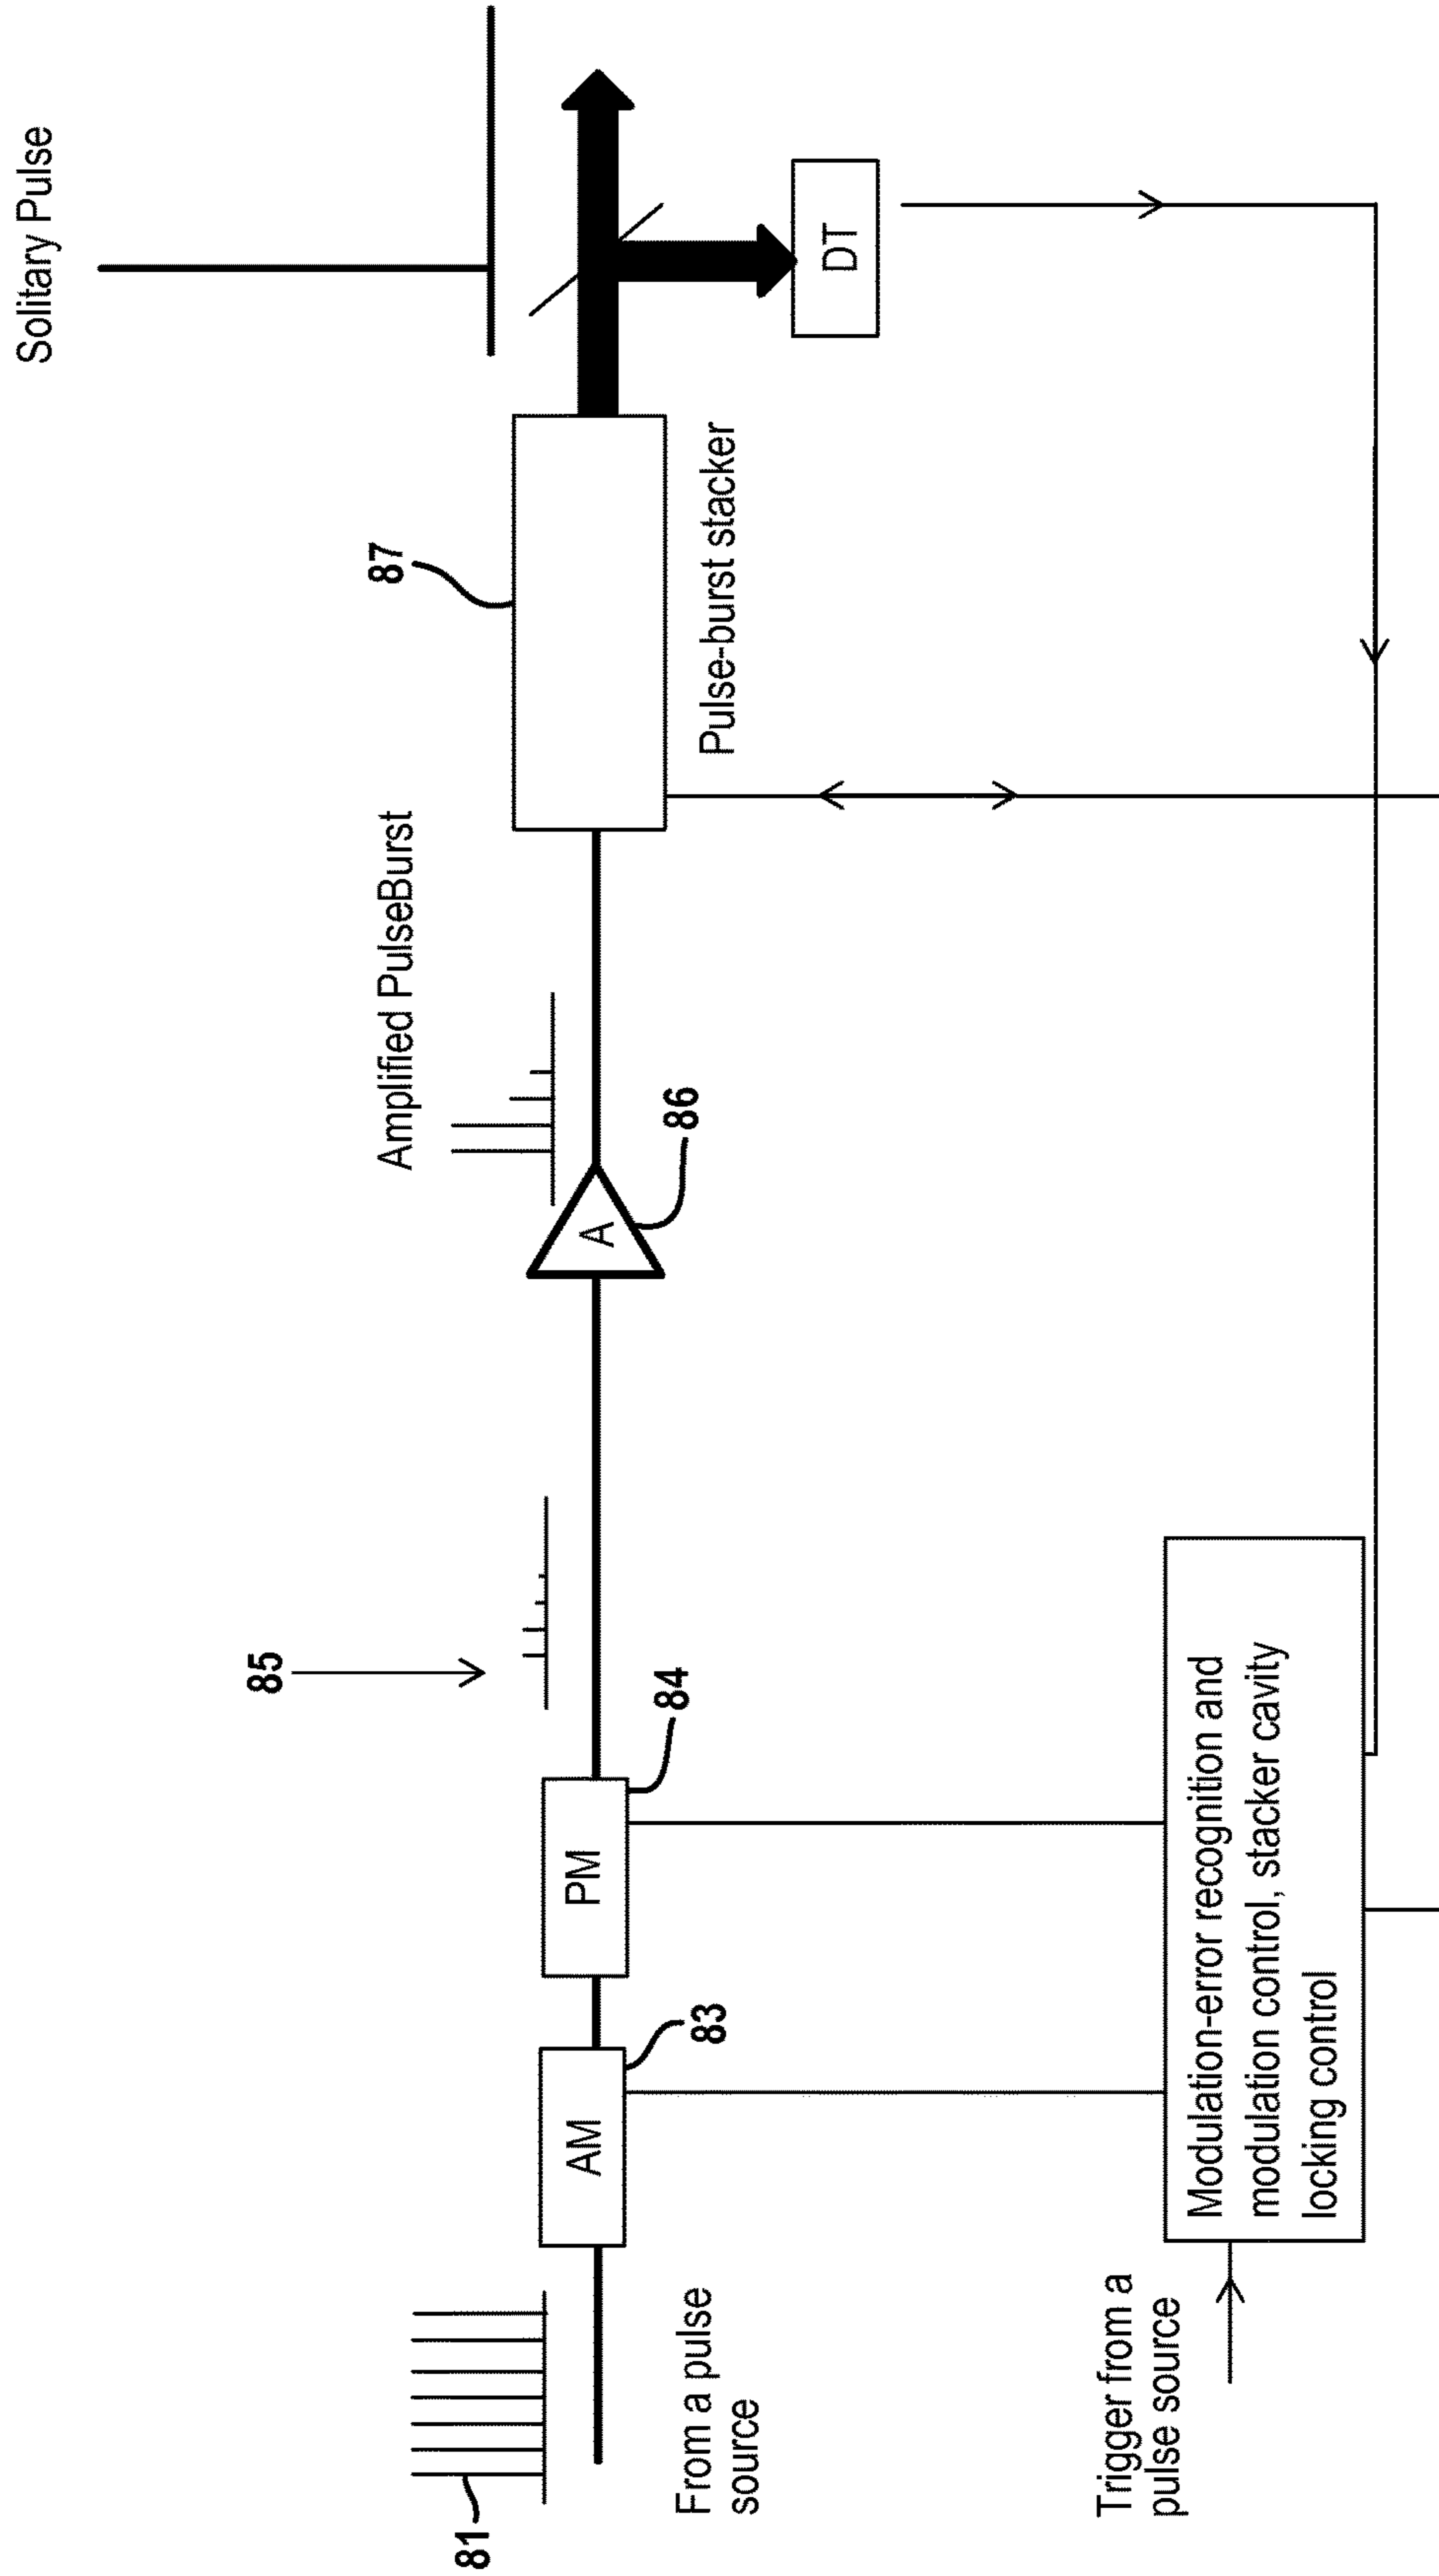 Solitary Pulse
87
Amplified PulseBurst
85
81
AM
PM
A
DT
84
86
83
Pulse-burst stacker
From a pulse
source
Trigger from a
pulse source
Modulation-error recognition and
modulation control, stacker cavity
locking control